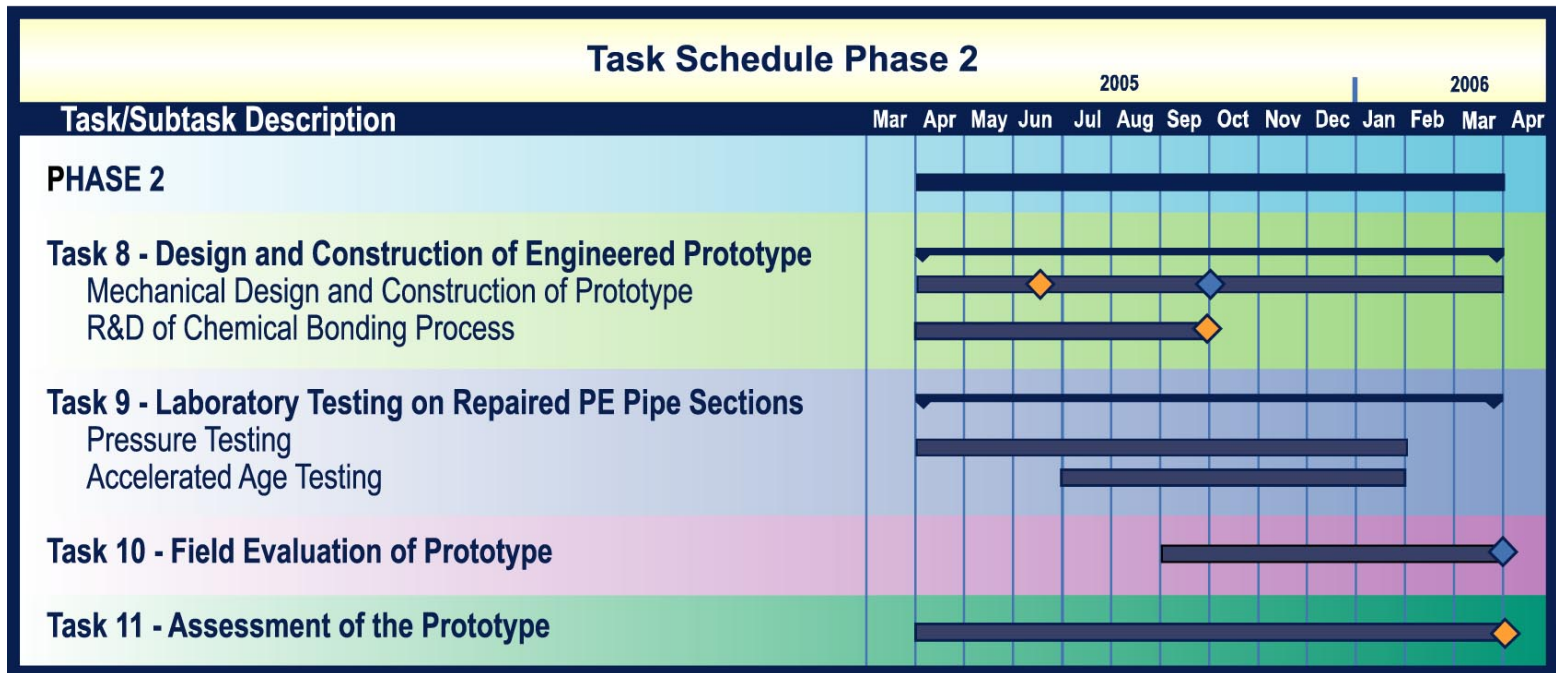 Task Schedule Phase 2
2005 2006
Task/Subtask Description Mar Apr May Jun Jul Aug Sep Oct Nov Dec Jan Feb Mar Apr
PHASE 2
Task 8 - Design and Construction of Engineered Prototype
Mechanical Design and Construction of Prototype
R&D of Chemical Bonding Process
Task 9 - Laboratory Testing on Repaired PE Pipe Sections
Pressure Testing
Accelerated Age Testing
Task 10 - Field Evaluation of Prototype
Task 11 - Assessment of the Prototype